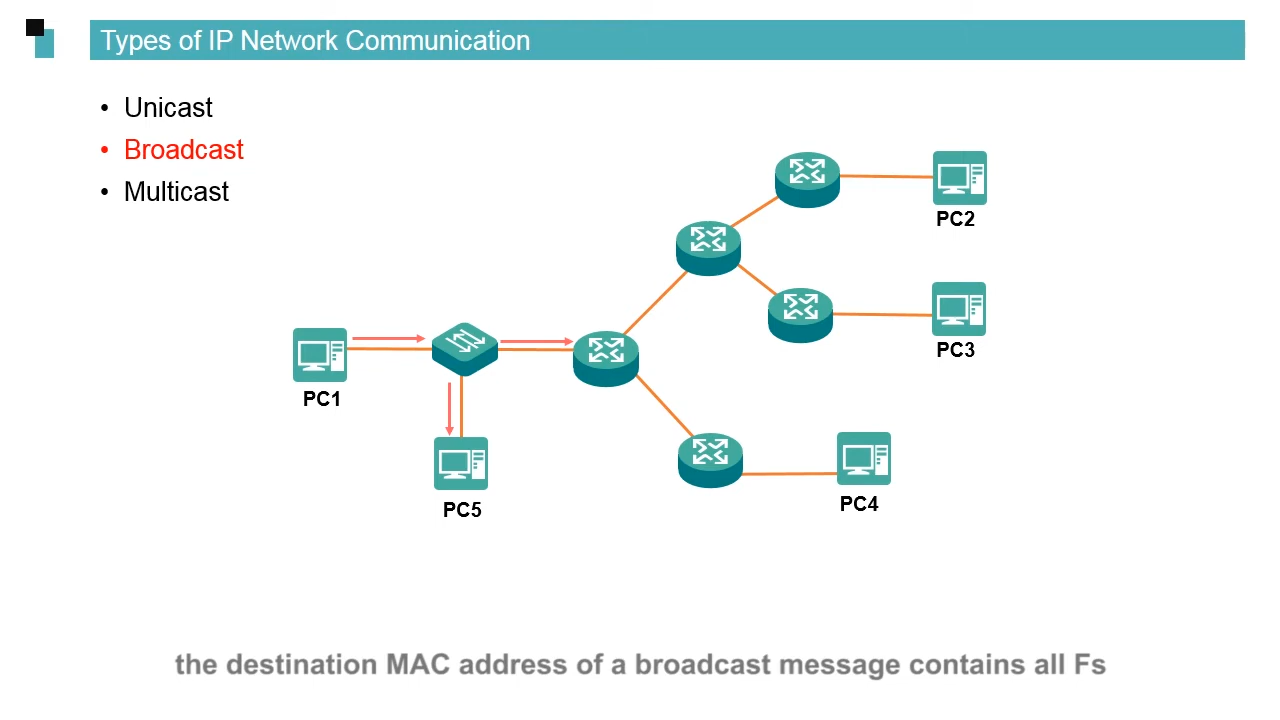 Types of IP Network Communication
• Unicast
• Broadcast
• Multicast
PC2
PC3
PC1
PC4
PC5
the destination MAC address of a broadcast message contains all Fs